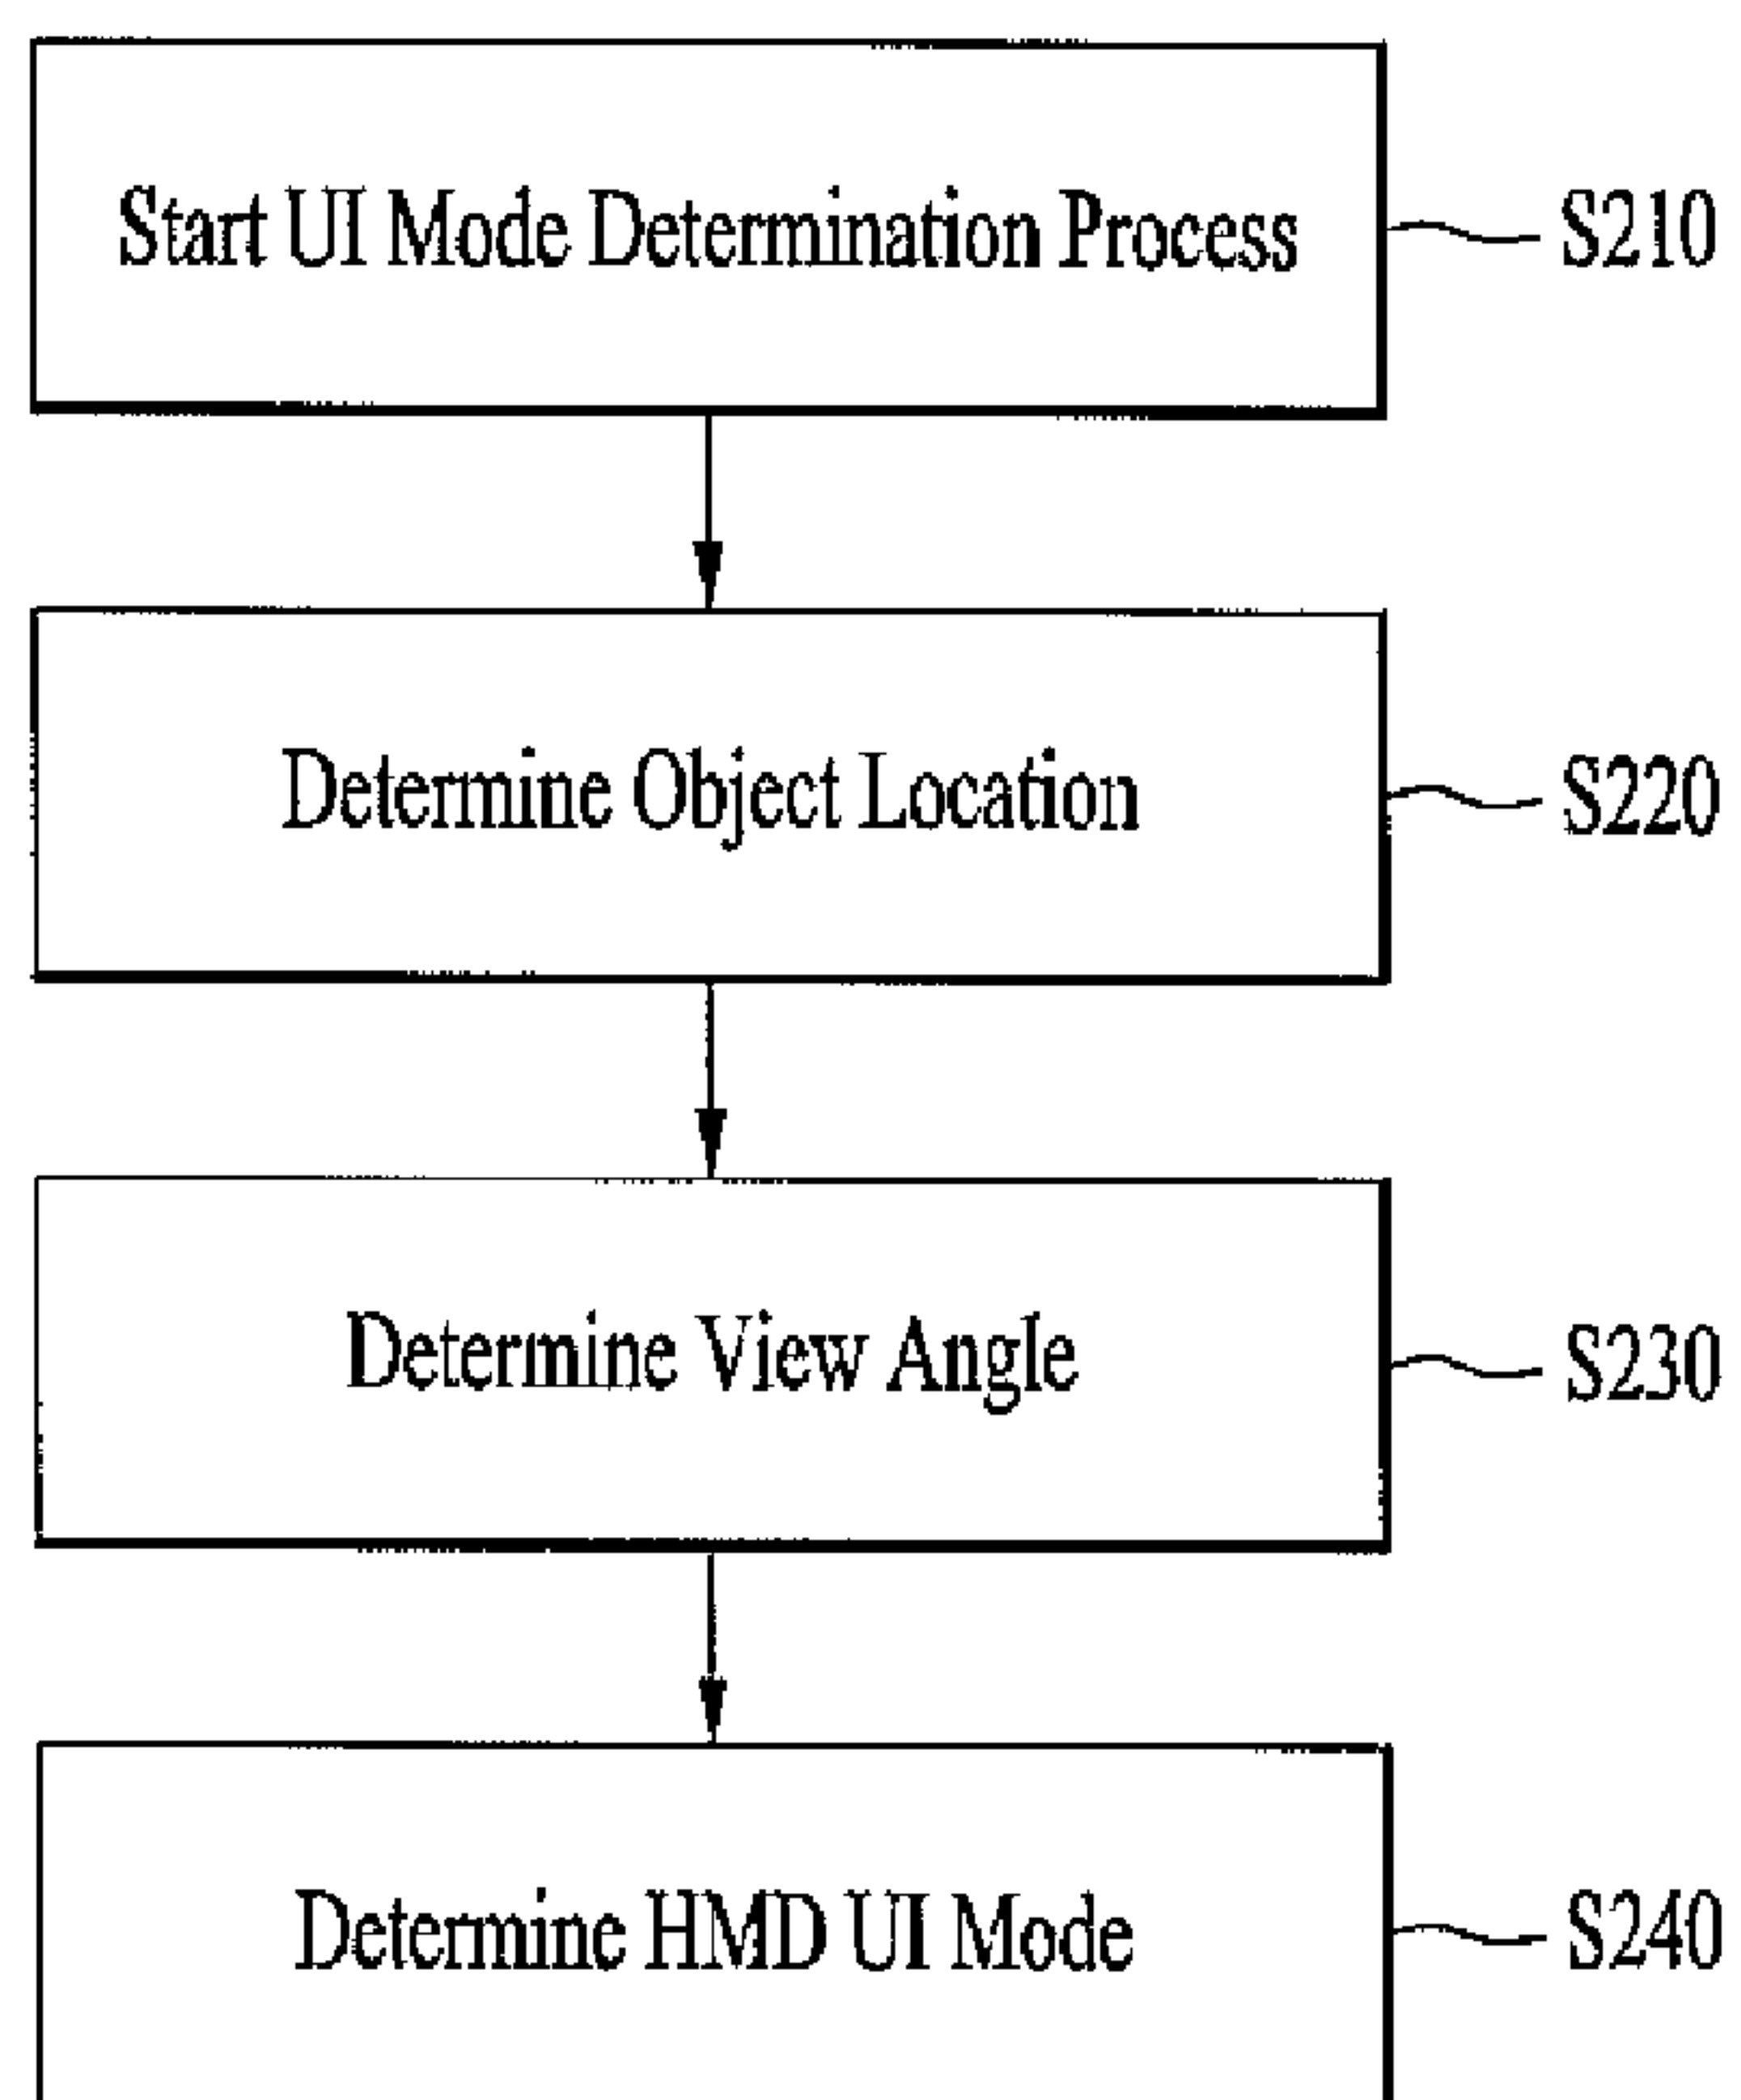 Start UI Mode Determination Process S210
Determine Object Location S220
Determine View Angle S230
Determine HMD UI Mode S240